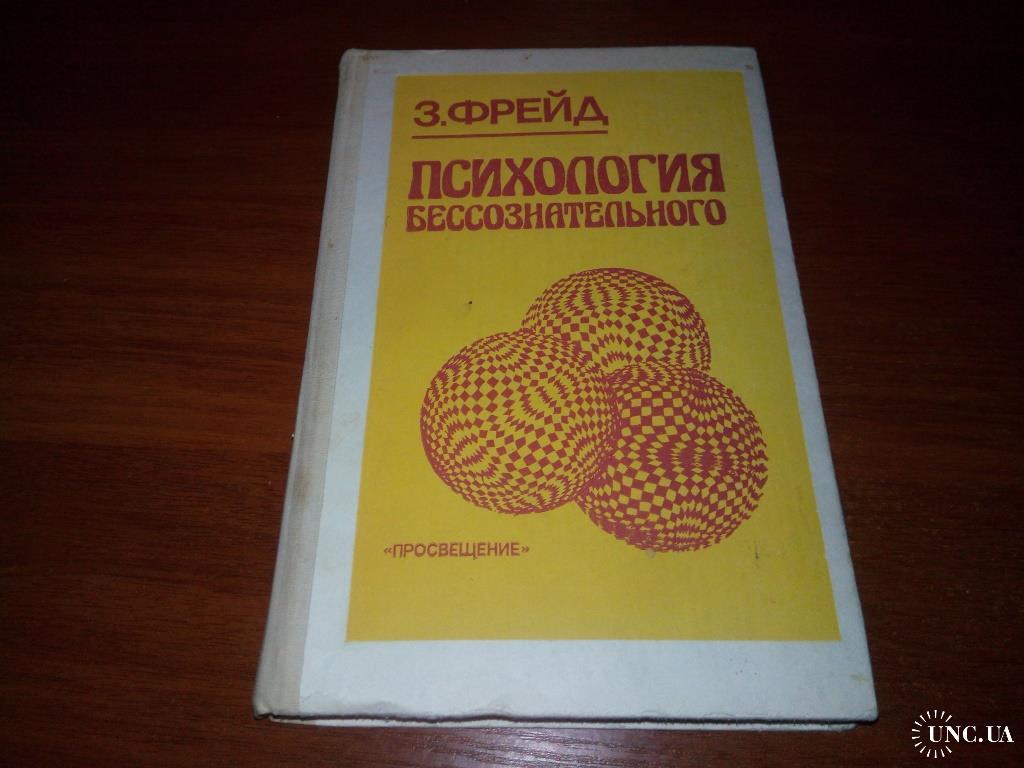 З.ФРЕЙД
ПСИХОЛОГИЯ
БЕССОЗНАТЕЛЬНОГО
«ПРОСВЕЩЕНИЕ»
UNC.UA